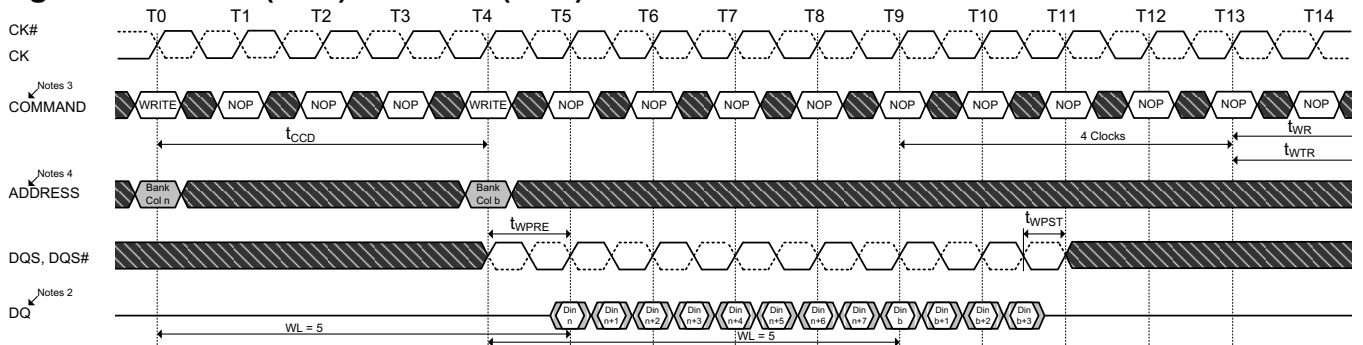 T0 T1 T2 T3 T4 T5 T6 T7 T8 T9 T10 T11 T12 T13 T14
CK#
CK
Notes 3
COMMAND
WRITE NOP NOP NOP WRITE NOP NOP NOP NOP NOP NOP NOP NOP NOP NOP
tCCD
4 Clocks
tWR
tWTR
Notes 4
ADDRESS
Bank Bank
Col n Col b
tWPRE
tWPST
DQS, DQS#
Notes 2
DQ
Din Din Din Din Din Din Din Din Din Din Din Din
n n+1 n+2 n+3 n+4 n+5 n+6 n+7 b b+1 b+2 b+3
WL = 5
WL = 5